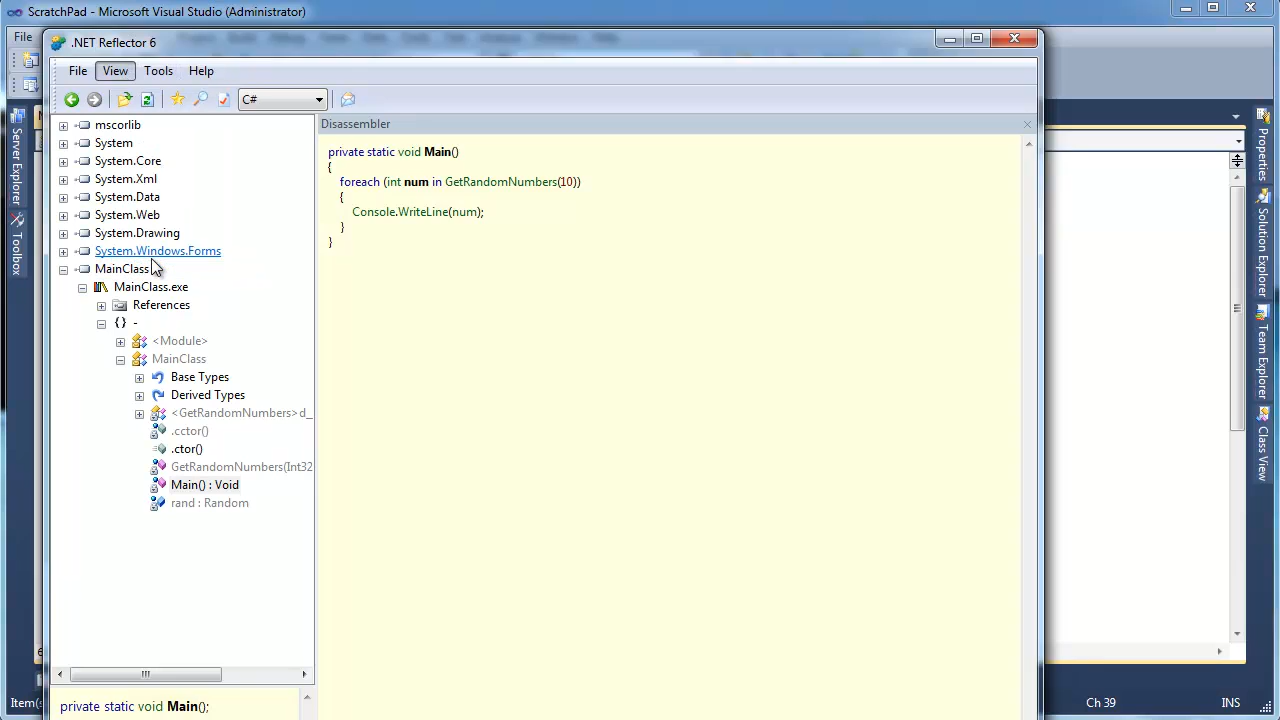 ScratchPad - Microsoft Visual Studio (Administrator)
File
.NET Reflector 6
File View Tools Help
C#
mscorlib
System
System.Core
System.Xml
System.Data
System.Web
System.Drawing
System.Windows.Forms
MainClass
MainClass.exe
References
{ } -
<Module>
MainClass
Base Types
Derived Types
<GetRandomNumbers>d_
.cctor()
.ctor()
GetRandomNumbers(Int32
Main() : Void
rand : Random
private static void Main();
Disassembler
private static void Main()
{
foreach (int num in GetRandomNumbers(10))
{
Console.WriteLine(num);
}
}
Server Explorer
Toolbox
Properties
Solution Explorer
Team Explorer
Class View
Item(s
Ch 39
INS